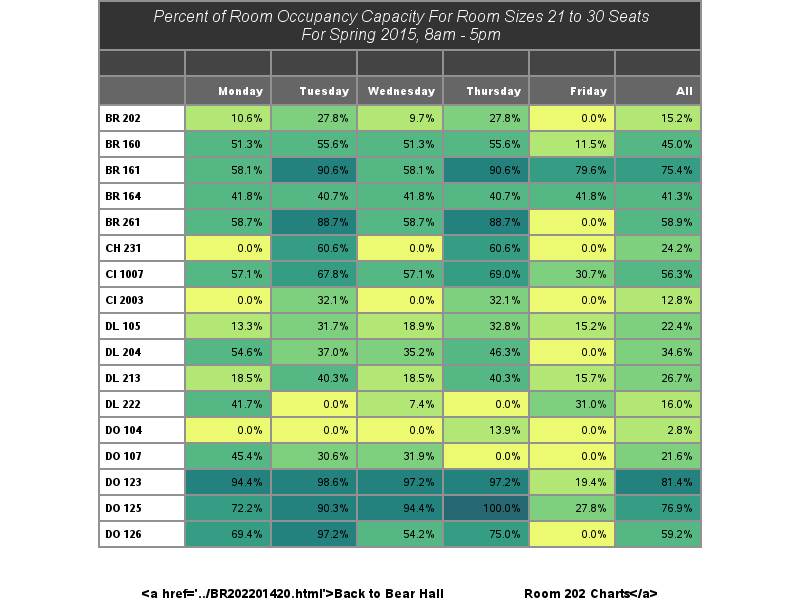 Percent of Room Occupancy Capacity For Room Sizes 21 to 30 Seats
For Spring 2015, 8am - 5pm
Monday Tuesday Wednesday Thursday Friday All
BR 202 10.6% 27.8% 9.7% 27.8% 0.0% 15.2%
BR 160 51.3% 55.6% 51.3% 55.6% 11.5% 45.0%
BR 161 58.1% 90.6% 58.1% 90.6% 79.6% 75.4%
BR 164 41.8% 40.7% 41.8% 40.7% 41.8% 41.3%
BR 261 58.7% 88.7% 58.7% 88.7% 0.0% 58.9%
CH 231 0.0% 60.6% 0.0% 60.6% 0.0% 24.2%
CI 1007 57.1% 67.8% 57.1% 69.0% 30.7% 56.3%
CI 2003 0.0% 32.1% 0.0% 32.1% 0.0% 12.8%
DL 105 13.3% 31.7% 18.9% 32.8% 15.2% 22.4%
DL 204 54.6% 37.0% 35.2% 46.3% 0.0% 34.6%
DL 213 18.5% 40.3% 18.5% 40.3% 15.7% 26.7%
DL 222 41.7% 0.0% 7.4% 0.0% 31.0% 16.0%
DO 104 0.0% 0.0% 0.0% 13.9% 0.0% 2.8%
DO 107 45.4% 30.6% 31.9% 0.0% 0.0% 21.6%
DO 123 94.4% 98.6% 97.2% 97.2% 19.4% 81.4%
DO 125 72.2% 90.3% 94.4% 100.0% 27.8% 76.9%
DO 126 69.4% 97.2% 54.2% 75.0% 0.0% 59.2%
<a href='../BR202201420.html'>Back to Bear Hall Room 202 Charts</a>